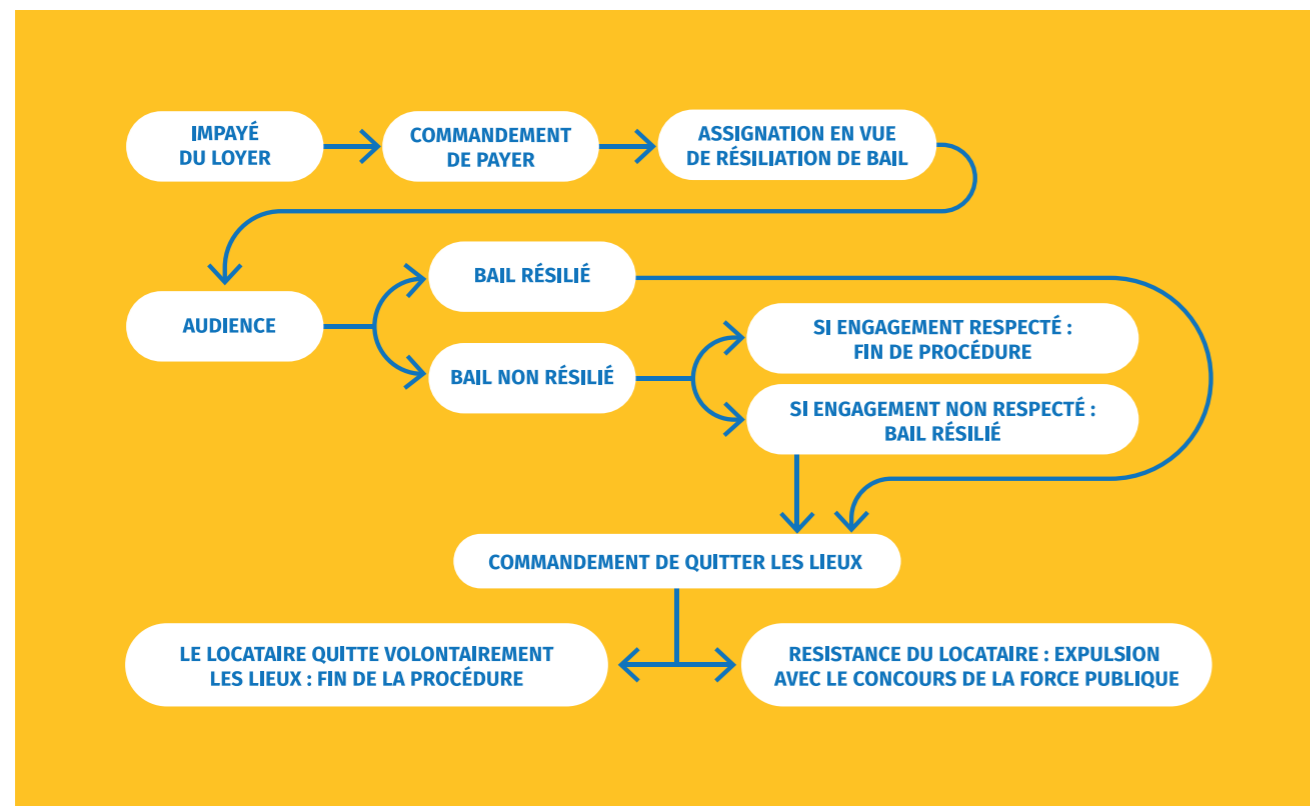 IMPAYÉ
DU LOYER
COMMANDEMENT
DE PAYER
ASSIGNATION EN VUE
DE RÉSILIATION DE BAIL
AUDIENCE
BAIL RÉSILIÉ
BAIL NON RÉSILIÉ
SI ENGAGEMENT RESPECTÉ :
FIN DE PROCÉDURE
SI ENGAGEMENT NON RESPECTÉ :
BAIL RÉSILIÉ
COMMANDEMENT DE QUITTER LES LIEUX
LE LOCATAIRE QUITTE VOLONTAIREMENT
LES LIEUX : FIN DE LA PROCÉDURE
RESISTANCE DU LOCATAIRE : EXPULSION
AVEC LE CONCOURS DE LA FORCE PUBLIQUE